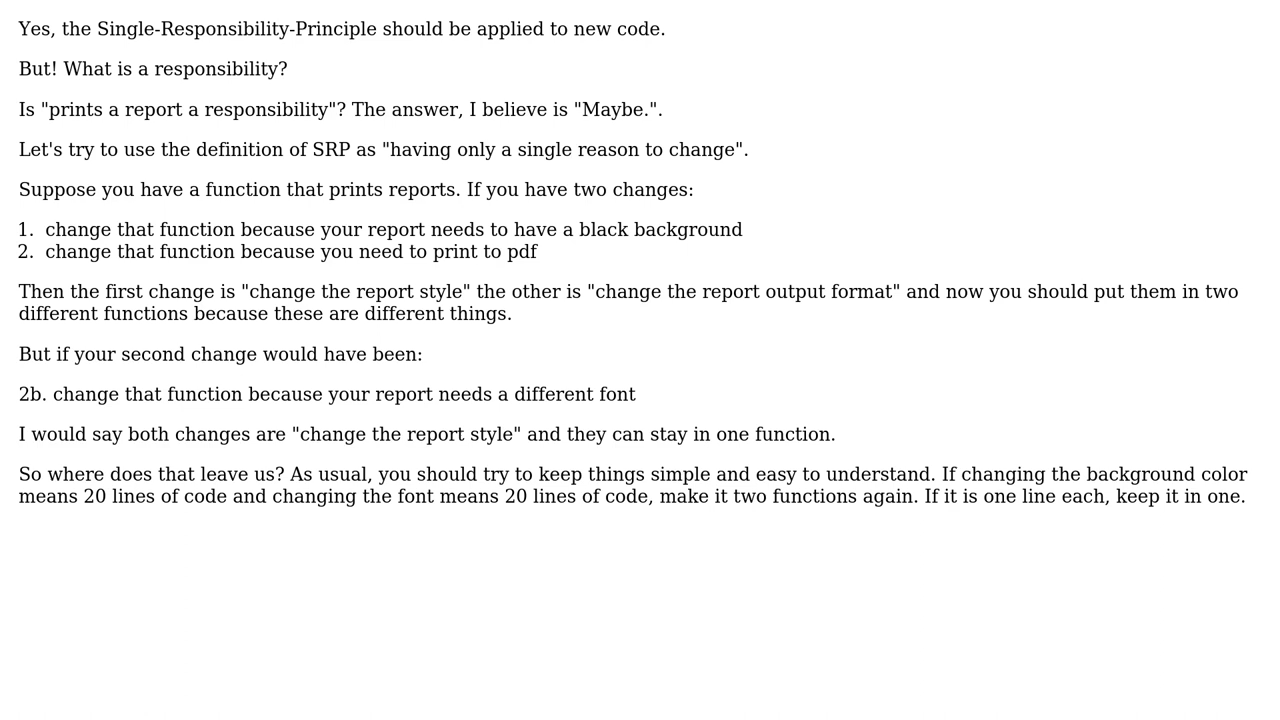 Yes, the Single-Responsibility-Principle should be applied to new code.
But! What is a responsibility?
Is "prints a report a responsibility"? The answer, I believe is "Maybe.".
Let's try to use the definition of SRP as "having only a single reason to change".
Suppose you have a function that prints reports. If you have two changes:
1. change that function because your report needs to have a black background
2. change that function because you need to print to pdf
Then the first change is "change the report style" the other is "change the report output format" and now you should put them in two
different functions because these are different things.
But if your second change would have been:
2b. change that function because your report needs a different font
I would say both changes are "change the report style" and they can stay in one function.
So where does that leave us? As usual, you should try to keep things simple and easy to understand. If changing the background color
means 20 lines of code and changing the font means 20 lines of code, make it two functions again. If it is one line each, keep it in one.